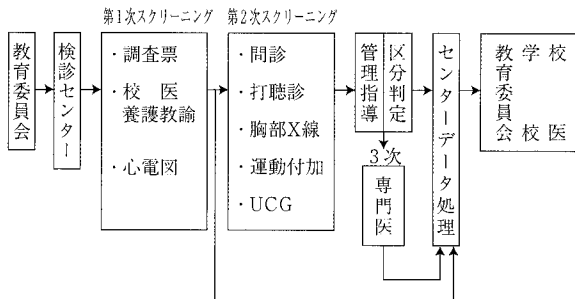 第1次スクリーニング
第2次スクリーニング
教育委員会
検診センター
・調査票
・校医
養護教諭
・心電図
・問診
・打聴診
・胸部X線
・運動付加
・UCG
区分判定
管理指導
3次
専門医
センターデータ処理
学校
校医
教育委員会